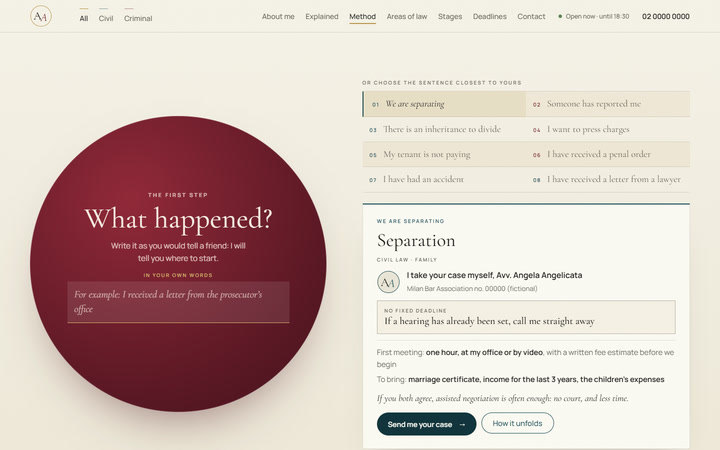 AA
All
Civil
Criminal
About me
Explained
Method
Areas of law
Stages
Deadlines
Contact
Open now · until 18:30
02 0000 0000
THE FIRST STEP
What happened?
Write it as you would tell a friend: I will
tell you where to start.
IN YOUR OWN WORDS
For example: I received a letter from the prosecutor's
office
OR CHOOSE THE SENTENCE CLOSEST TO YOURS
01 We are separating
02 Someone has reported me
03 There is an inheritance to divide
04 I want to press charges
05 My tenant is not paying
06 I have received a penal order
07 I have had an accident
08 I have received a letter from a lawyer
WE ARE SEPARATING
Separation
CIVIL LAW · FAMILY
AA
I take your case myself, Avv. Angela Angelicata
Milan Bar Association no. 00000 (fictional)
NO FIXED DEADLINE
If a hearing has already been set, call me straight away
First meeting: one hour, at my office or by video, with a written fee estimate before we
begin
To bring: marriage certificate, income for the last 3 years, the children's expenses
If you both agree, assisted negotiation is often enough: no court, and less time.
Send me your case →
How it unfolds